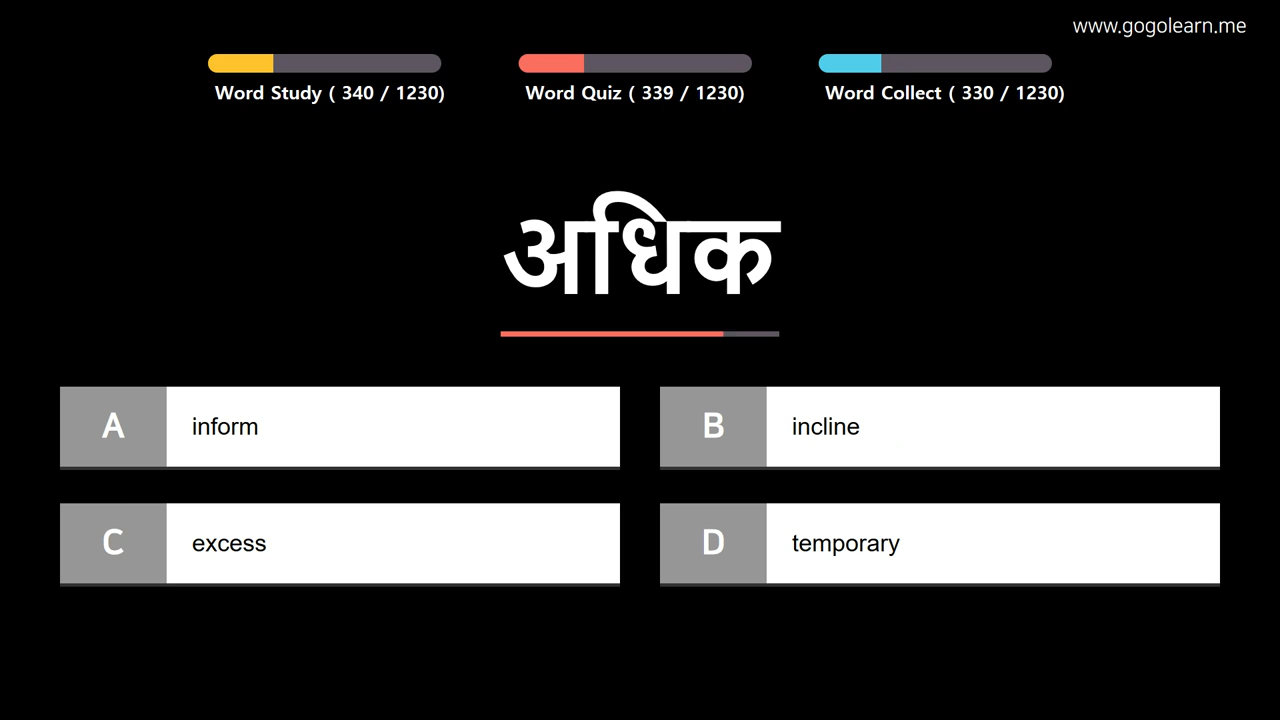 www.gogolearn.me
Word Study ( 340 / 1230)
Word Quiz ( 339 / 1230)
Word Collect ( 330 / 1230)
अधिक
A inform
B incline
C excess
D temporary